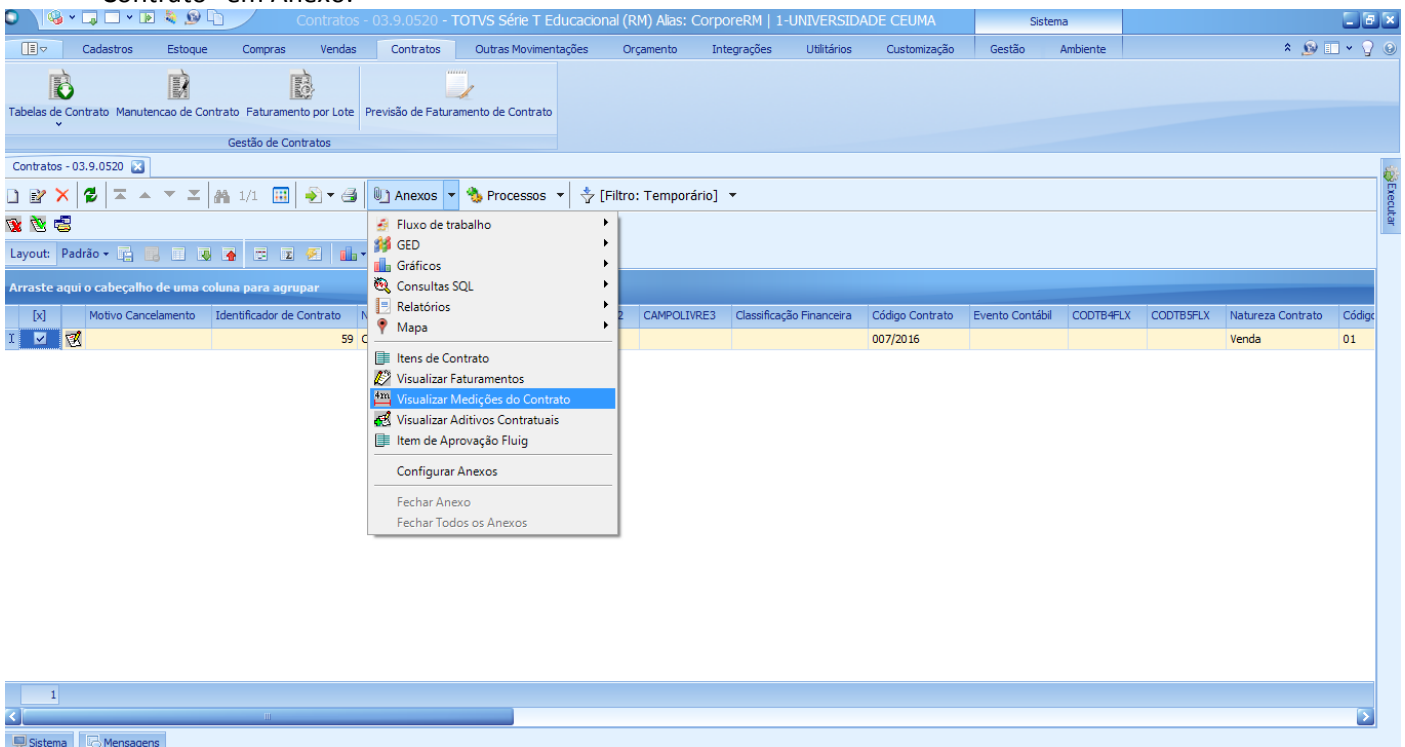 Contrato" em Anexo.
TOTVS Contratos - 03.9.0520 - TOTVS Série T Educacional (RM) Alias: CorporeRM | 1-UNIVERSIDADE CEUMA Sistema
Cadastros Estoque Compras Vendas Contratos Outras Movimentações Orçamento Integrações Utilitários Customização Gestão Ambiente
Tabelas de Contrato Manutencao de Contrato Faturamento por Lote Previsão de Faturamento de Contrato
Gestão de Contratos
Contratos - 03.9.0520
Executar
1/1 Anexos Processos [Filtro: Temporário]
Layout: Padrão
Arraste aqui o cabeçalho de uma coluna para agrupar
[x] Motivo Cancelamento Identificador de Contrato N 2 CAMPOLIVRE3 Classificação Financeira Código Contrato Evento Contábil CODTB4FLX CODTB5FLX Natureza Contrato Códig
59 C 007/2016 Venda 01
Fluxo de trabalho
GED
Gráficos
Consultas SQL
Relatórios
Mapa
Itens de Contrato
Visualizar Faturamentos
4m Visualizar Medições do Contrato
Visualizar Aditivos Contratuais
Item de Aprovação Fluig
Configurar Anexos
Fechar Anexo
Fechar Todos os Anexos
1
Sistema Mensagens